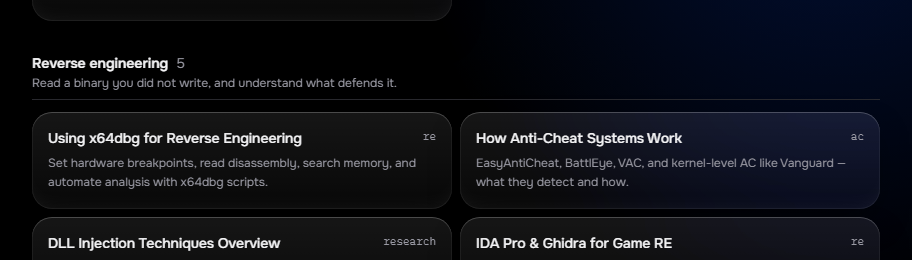 Reverse engineering 5
Read a binary you did not write, and understand what defends it.
Using x64dbg for Reverse Engineering re
Set hardware breakpoints, read disassembly, search memory, and
automate analysis with x64dbg scripts.
How Anti-Cheat Systems Work ac
EasyAntiCheat, BattlEye, VAC, and kernel-level AC like Vanguard —
what they detect and how.
DLL Injection Techniques Overview research
IDA Pro & Ghidra for Game RE re